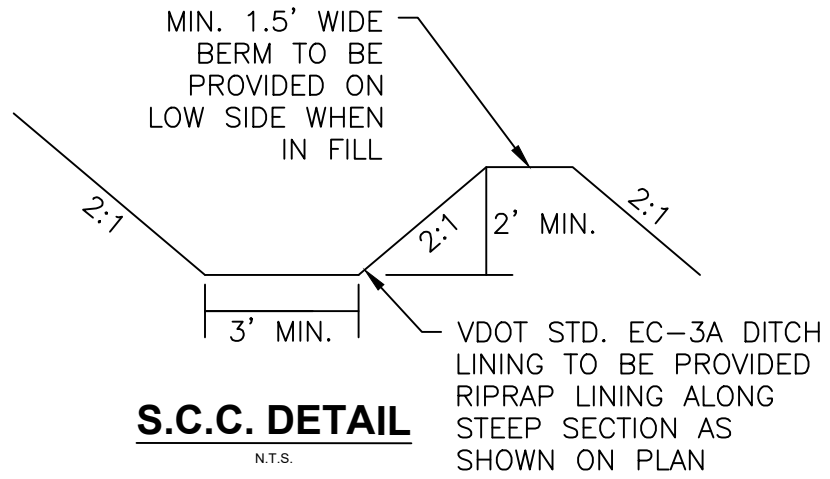 MIN. 1.5' WIDE
BERM TO BE
PROVIDED ON
LOW SIDE WHEN
IN FILL
2:1
2:1
2:1
2' MIN.
3' MIN.
VDOT STD. EC-3A DITCH
LINING TO BE PROVIDED
RIPRAP LINING ALONG
STEEP SECTION AS
SHOWN ON PLAN
S.C.C. DETAIL
N.T.S.